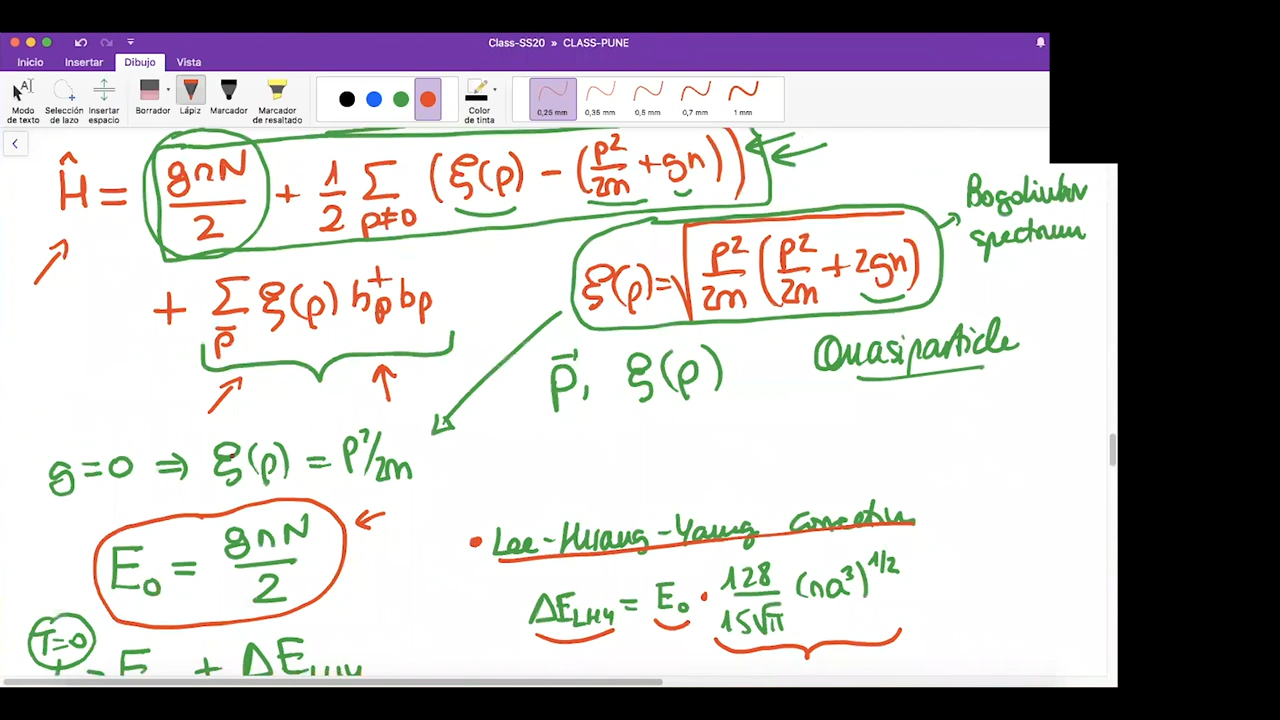 Class-SS20 » CLASS-PUNE
Inicio Insertar Dibujo Vista
Modo de texto
Selección de lazo
Insertar espacio
Borrador
Lápiz
Marcador
Marcador de resaltado
Color de tinta
0,25 mm 0,35 mm 0,5 mm 0,7 mm 1 mm
Ĥ = gnN/2 + 1/2 ∑_{p≠0} (ξ(p) − (p²/2m + gn))
Bogoliubov
spectrum
+ ∑_{p̄} ξ(p) b_p^+ b_p
ξ(p) = √(p²/2m (p²/2m + 2gn))
Quasiparticle
p⃗, ξ(p)
g=0 ⇒ ξ(p) = p²/2m
E₀ = gnN/2
• Lee-Huang-Yang correction
ΔE_LHY = E₀ · 128/15√π (na³)^{1/2}
T=0
+ ΔE_LHY